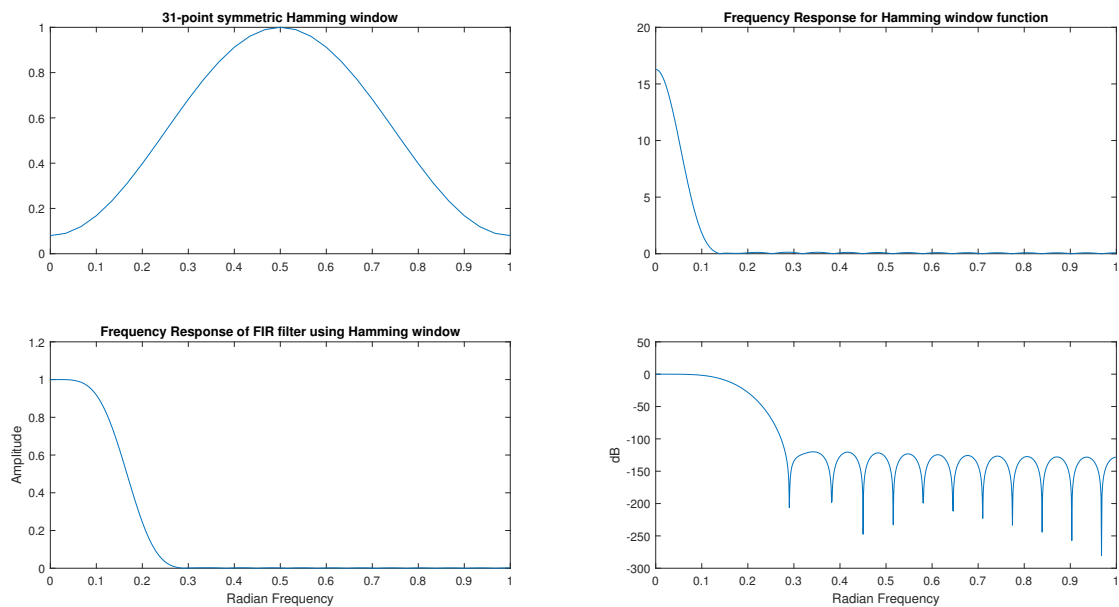 31-point symmetric Hamming window
1
0.8
0.6
0.4
0.2
0
0 0.1 0.2 0.3 0.4 0.5 0.6 0.7 0.8 0.9 1
Frequency Response for Hamming window function
20
15
10
5
0
0 0.1 0.2 0.3 0.4 0.5 0.6 0.7 0.8 0.9 1
Frequency Response of FIR filter using Hamming window
1.2
1
0.8
0.6
0.4
0.2
0
Amplitude
0 0.1 0.2 0.3 0.4 0.5 0.6 0.7 0.8 0.9 1
Radian Frequency
50
0
-50
-100
-150
-200
-250
-300
dB
0 0.1 0.2 0.3 0.4 0.5 0.6 0.7 0.8 0.9 1
Radian Frequency